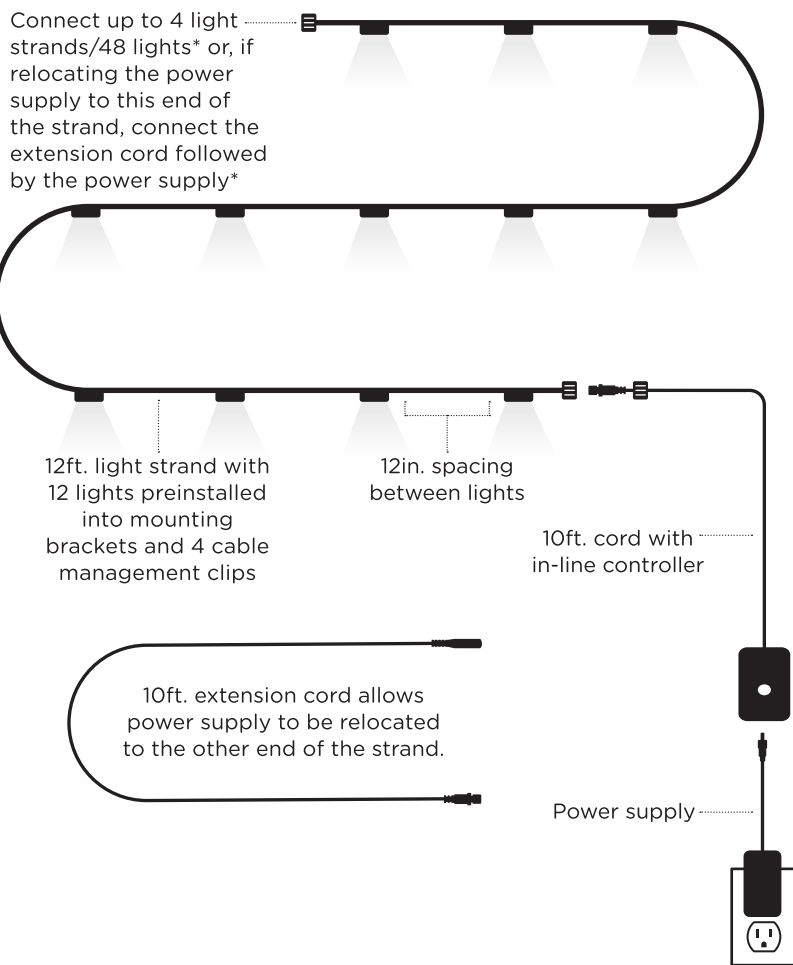 Connect up to 4 light
strands/48 lights* or, if
relocating the power
supply to this end of
the strand, connect the
extension cord followed
by the power supply*
12ft. light strand with
12 lights preinstalled
into mounting
brackets and 4 cable
management clips
12in. spacing
between lights
10ft. cord with
in-line controller
10ft. extension cord allows
power supply to be relocated
to the other end of the strand.
Power supply